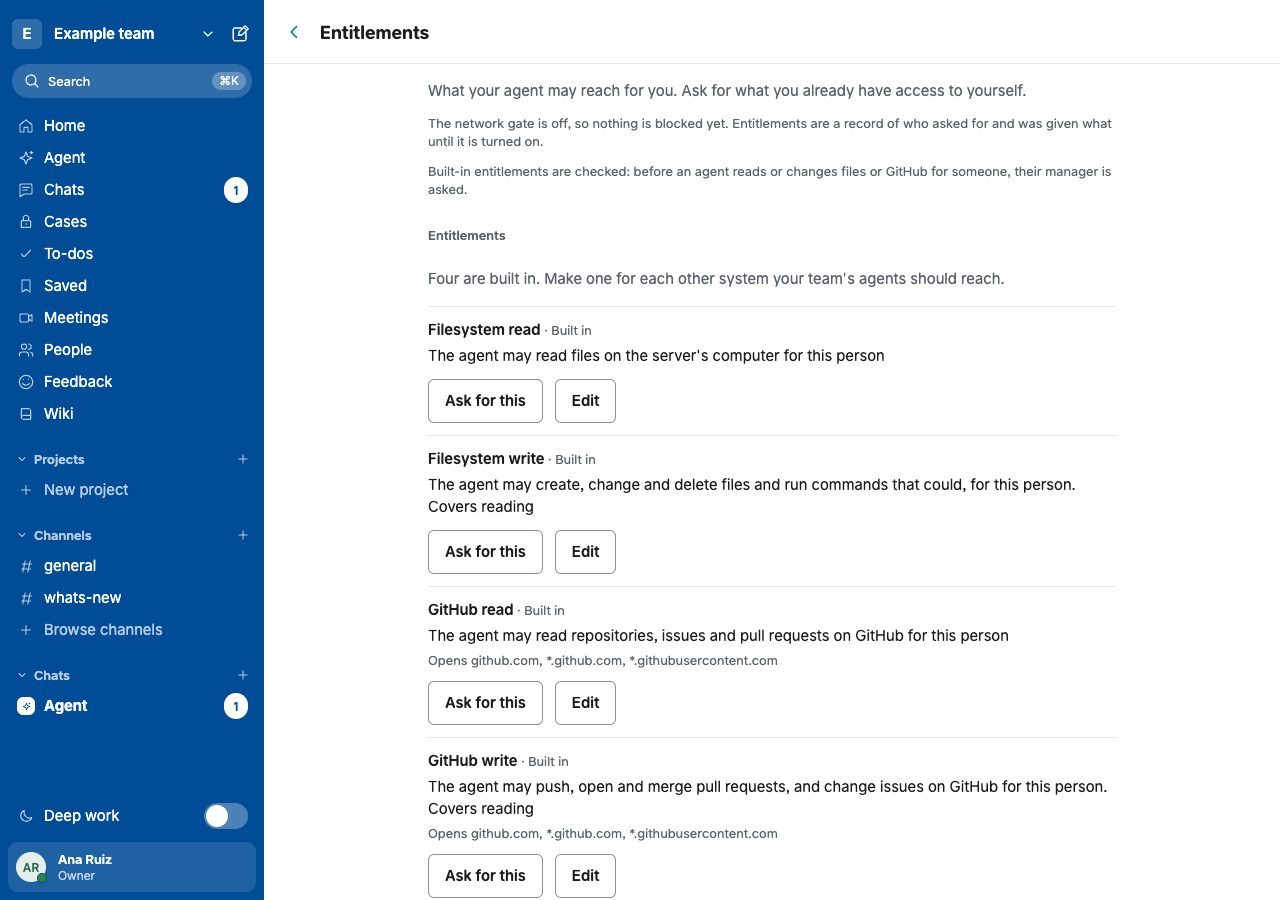 E
Example team
Search
⌘K
Home
Agent
Chats
1
Cases
To-dos
Saved
Meetings
People
Feedback
Wiki
Projects
New project
Channels
# general
# whats-new
Browse channels
Chats
Agent
1
Deep work
AR
Ana Ruiz
Owner
Entitlements
What your agent may reach for you. Ask for what you already have access to yourself.
The network gate is off, so nothing is blocked yet. Entitlements are a record of who asked for and was given what
until it is turned on.
Built-in entitlements are checked: before an agent reads or changes files or GitHub for someone, their manager is
asked.
Entitlements
Four are built in. Make one for each other system your team's agents should reach.
Filesystem read · Built in
The agent may read files on the server's computer for this person
Ask for this
Edit
Filesystem write · Built in
The agent may create, change and delete files and run commands that could, for this person.
Covers reading
Ask for this
Edit
GitHub read · Built in
The agent may read repositories, issues and pull requests on GitHub for this person
Opens github.com, *.github.com, *.githubusercontent.com
Ask for this
Edit
GitHub write · Built in
The agent may push, open and merge pull requests, and change issues on GitHub for this person.
Covers reading
Opens github.com, *.github.com, *.githubusercontent.com
Ask for this
Edit